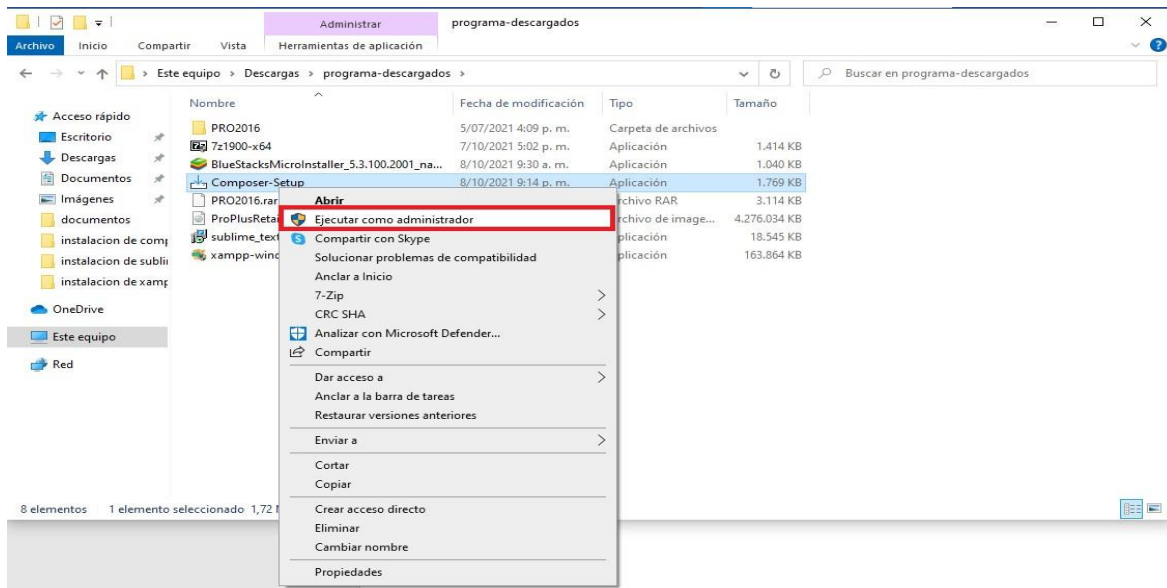 Administrar programa-descargados
Archivo Inicio Compartir Vista Herramientas de aplicación
Este equipo > Descargas > programa-descargados > Buscar en programa-descargados
Nombre Fecha de modificación Tipo Tamaño
Acceso rápido
Escritorio
Descargas
Documentos
Imágenes
documentos
instalacion de comp
instalacion de sublin
instalacion de xamp
OneDrive
Este equipo
Red
PRO2016 5/07/2021 4:09 p. m. Carpeta de archivos
7z1900-x64 7/10/2021 5:02 p. m. Aplicación 1.414 KB
BlueStacksMicroInstaller_5.3.100.2001_na... 8/10/2021 9:30 a. m. Aplicación 1.040 KB
Composer-Setup 8/10/2021 9:14 p. m. Aplicación 1.769 KB
PRO2016.rar rchivo RAR 3.114 KB
ProPlusRetai rchivo de image... 4.276.034 KB
sublime_text plicación 18.545 KB
xampp-wind plicación 163.864 KB
Abrir
Ejecutar como administrador
Compartir con Skype
Solucionar problemas de compatibilidad
Anclar a Inicio
7-Zip >
CRC SHA >
Analizar con Microsoft Defender...
Compartir
Dar acceso a >
Anclar a la barra de tareas
Restaurar versiones anteriores
Enviar a >
Cortar
Copiar
Crear acceso directo
Eliminar
Cambiar nombre
Propiedades
8 elementos 1 elemento seleccionado 1,72